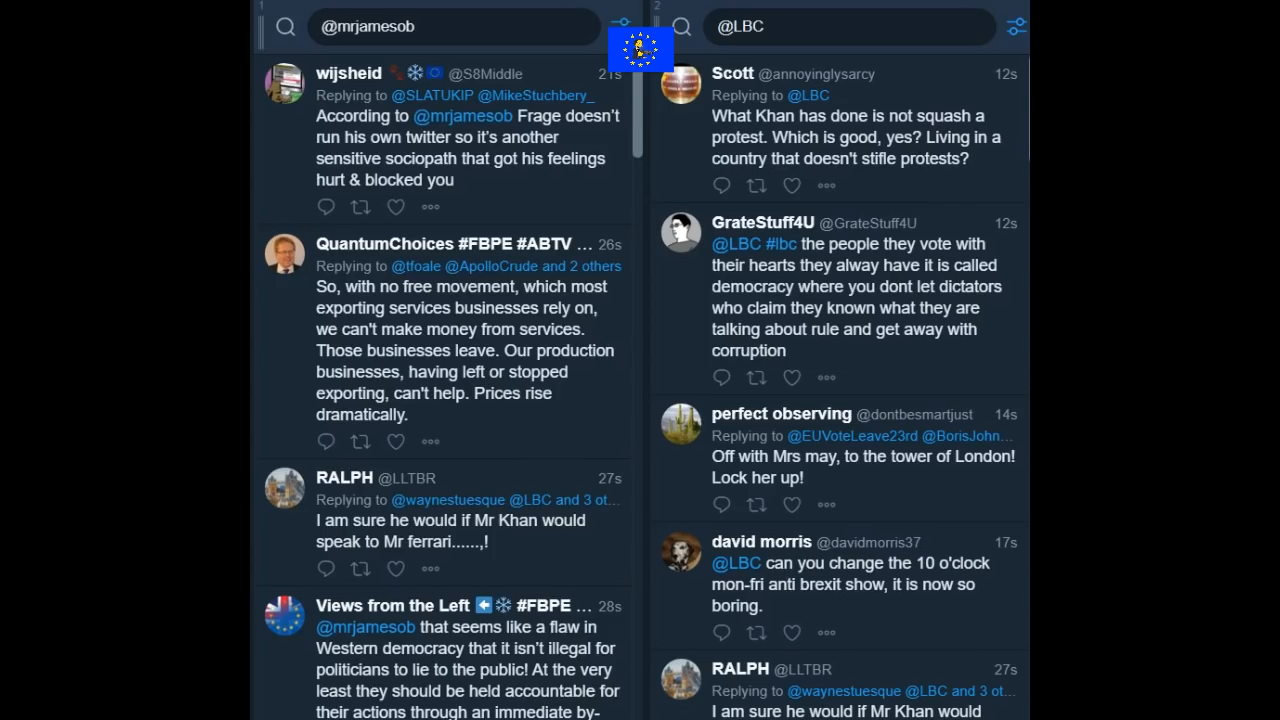 1
@mrjamesob
wijsheid @S8Middle 21s
Replying to @SLATUKIP @MikeStuchbery_
According to @mrjamesob Frage doesn't
run his own twitter so it's another
sensitive sociopath that got his feelings
hurt & blocked you
QuantumChoices #FBPE #ABTV ... 26s
Replying to @tfoale @ApolloCrude and 2 others
So, with no free movement, which most
exporting services businesses rely on,
we can't make money from services.
Those businesses leave. Our production
businesses, having left or stopped
exporting, can't help. Prices rise
dramatically.
RALPH @LLTBR 27s
Replying to @waynestuesque @LBC and 3 ot...
I am sure he would if Mr Khan would
speak to Mr ferrari......,!
Views from the Left #FBPE ... 28s
@mrjamesob that seems like a flaw in
Western democracy that it isn't illegal for
politicians to lie to the public! At the very
least they should be held accountable for
their actions through an immediate by-
2
@LBC
Scott @annoyinglysarcy 12s
Replying to @LBC
What Khan has done is not squash a
protest. Which is good, yes? Living in a
country that doesn't stifle protests?
GrateStuff4U @GrateStuff4U 12s
@LBC #lbc the people they vote with
their hearts they alway have it is called
democracy where you dont let dictators
who claim they known what they are
talking about rule and get away with
corruption
perfect observing @dontbesmartjust 14s
Replying to @EUVoteLeave23rd @BorisJohn...
Off with Mrs may, to the tower of London!
Lock her up!
david morris @davidmorris37 17s
@LBC can you change the 10 o'clock
mon-fri anti brexit show, it is now so
boring.
RALPH @LLTBR 27s
Replying to @waynestuesque @LBC and 3 ot...
I am sure he would if Mr Khan would